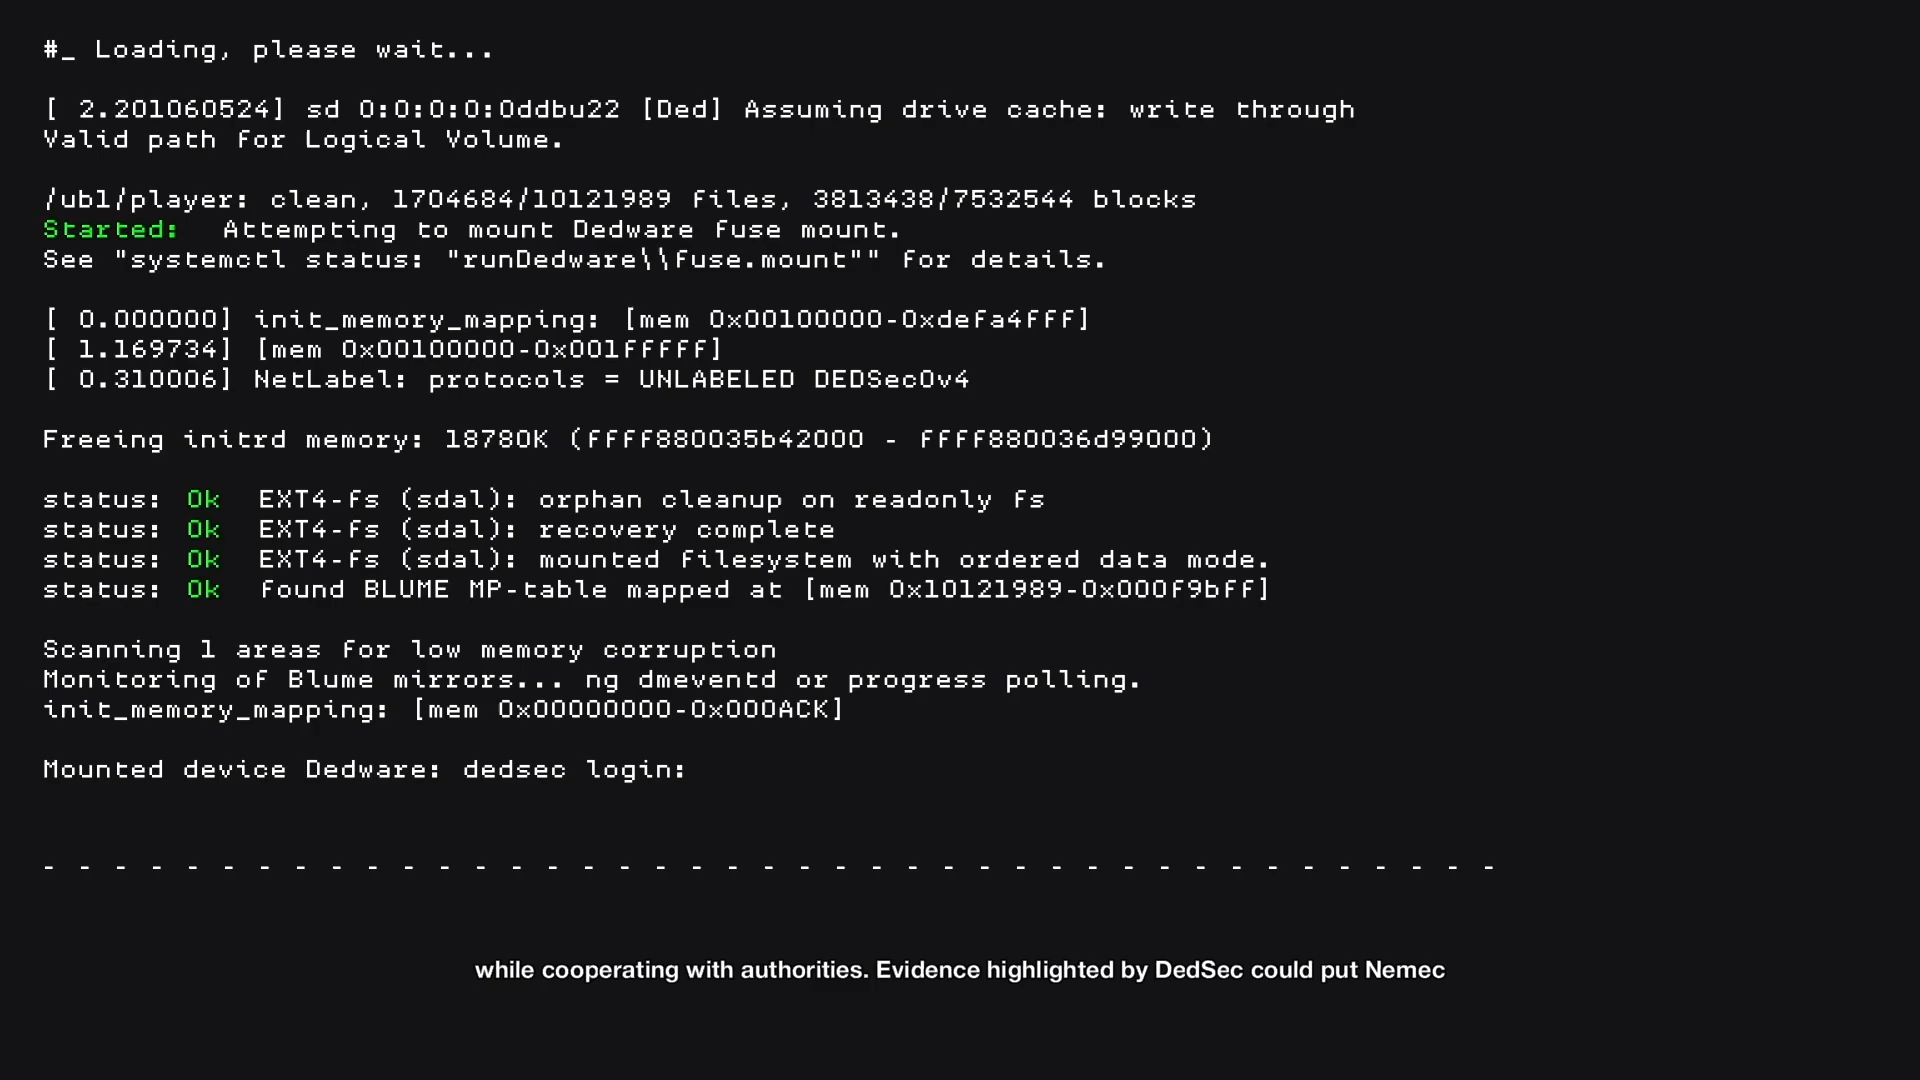 #_ Loading, please wait...
[ 2.201060524] sd 0:0:0:0:0ddbu22 [Ded] Assuming drive cache: write through
Valid path for Logical Volume.
/ubl/player: clean, 1704684/10121989 files, 3813438/7532544 blocks
Started: Attempting to mount Dedware fuse mount.
See "systemctl status: "runDedware\\fuse.mount"" for details.
[ 0.000000] init_memory_mapping: [mem 0x00100000-0xdefa4fff]
[ 1.169734] [mem 0x00100000-0x001fffff]
[ 0.310006] NetLabel: protocols = UNLABELED DEDSecOv4
Freeing initrd memory: 18780K (ffff880035b42000 - ffff880036d99000)
status: Ok EXT4-fs (sdal): orphan cleanup on readonly fs
status: Ok EXT4-fs (sdal): recovery complete
status: Ok EXT4-fs (sdal): mounted filesystem with ordered data mode.
status: Ok found BLUME MP-table mapped at [mem 0x10121989-0x000f9bff]
Scanning 1 areas for low memory corruption
Monitoring of Blume mirrors... ng dmeventd or progress polling.
init_memory_mapping: [mem 0x00000000-0x000ACK]
Mounted device Dedware: dedsec login:
- - - - - - - - - - - - - - - - - - - - - - - - - - - - - - - - - - - - - - - - -
while cooperating with authorities. Evidence highlighted by DedSec could put Nemec